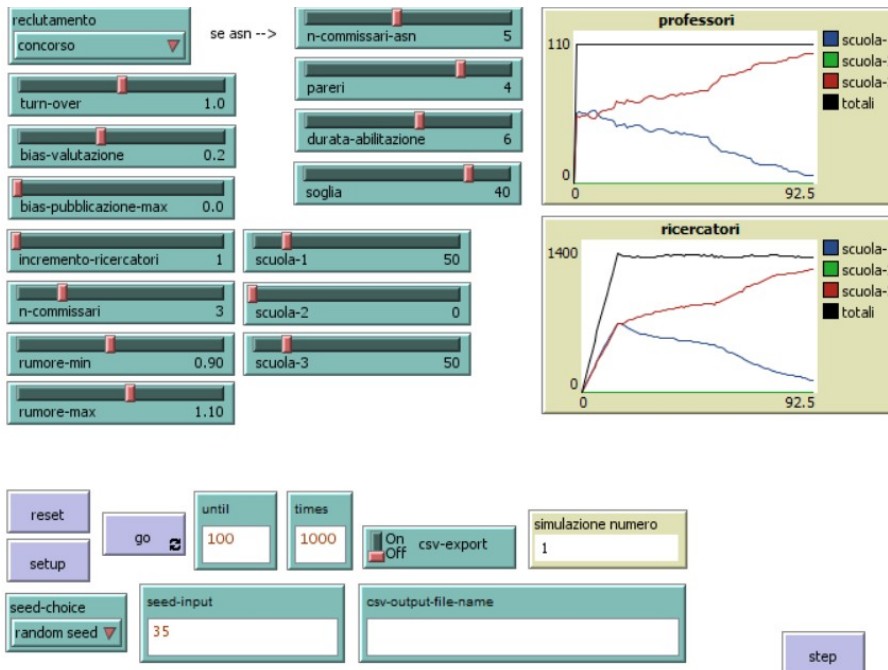 reclutamento
concorso
se asn -->
n-commissari-asn 5
turn-over 1.0
pareri 4
bias-valutazione 0.2
durata-abilitazione 6
bias-pubblicazione-max 0.0
soglia 40
incremento-ricercatori 1
scuola-1 50
n-commissari 3
scuola-2 0
rumore-min 0.90
scuola-3 50
rumore-max 1.10
professori
110
0
0 92.5
scuola-
scuola-
scuola-
totali
ricercatori
1400
0
0 92.5
scuola-
scuola-
scuola-
totali
reset
setup
go
until
100
times
1000
On
Off
csv-export
simulazione numero
1
seed-choice
random seed
seed-input
35
csv-output-file-name
step